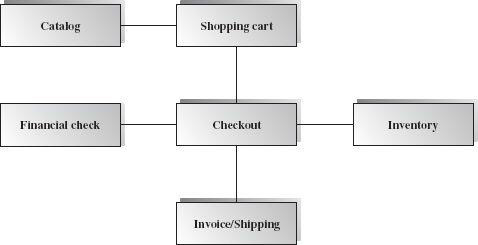 Catalog
Shopping cart
Financial check
Checkout
Inventory
Invoice/Shipping